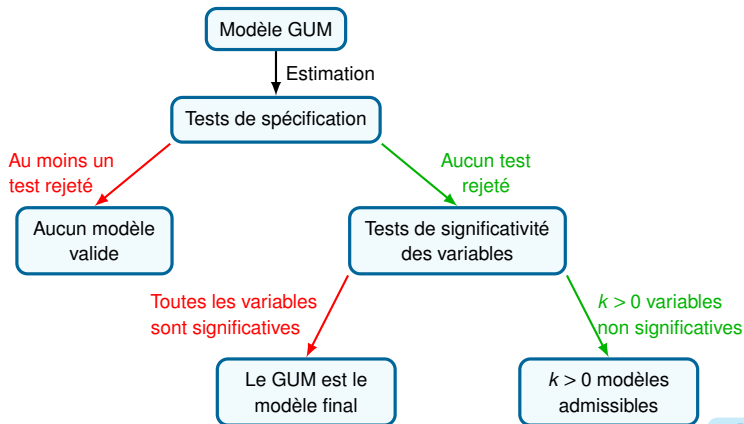 Modèle GUM
Estimation
Tests de spécification
Au moins un
test rejeté
Aucun test
rejeté
Aucun modèle
valide
Tests de significativité
des variables
Toutes les variables
sont significatives
k > 0 variables
non significatives
Le GUM est le
modèle final
k > 0 modèles
admissibles